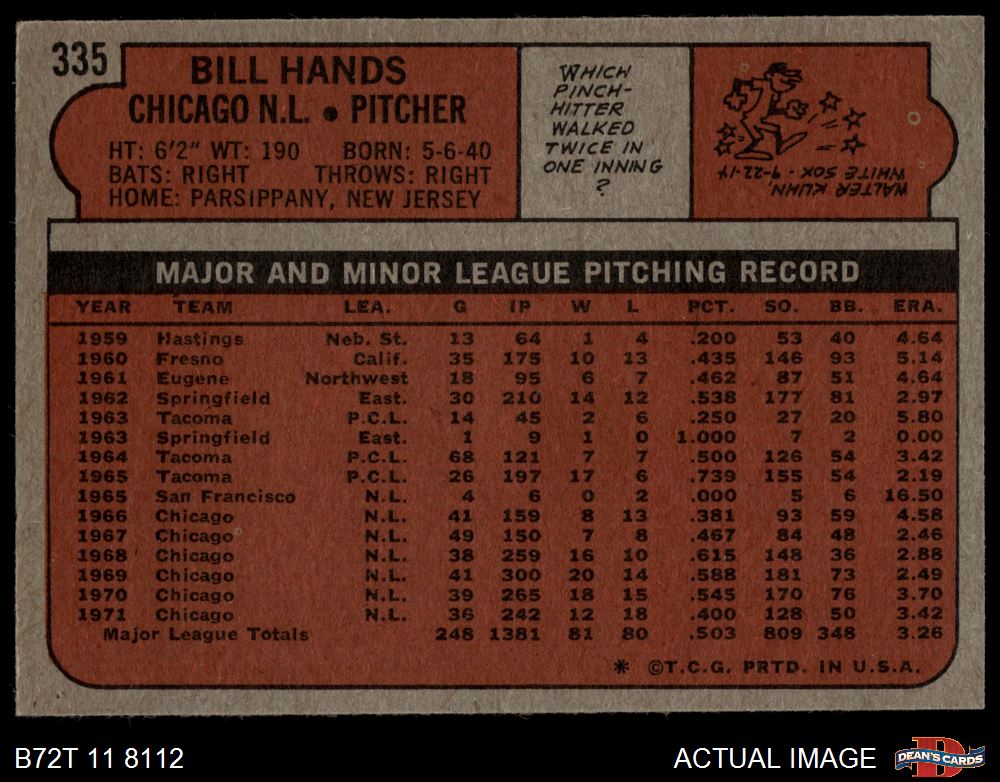 335
BILL HANDS
CHICAGO N.L. • PITCHER
HT: 6'2" WT: 190 BORN: 5-6-40
BATS: RIGHT THROWS: RIGHT
HOME: PARSIPPANY, NEW JERSEY
WHICH
PINCH-
HITTER
WALKED
TWICE IN
ONE INNING
?
WALTER KUHN,
WHITE SOX - 9-22-14
MAJOR AND MINOR LEAGUE PITCHING RECORD
YEAR TEAM LEA. G IP W L PCT. SO. BB. ERA.
1959 Hastings Neb. St. 13 64 1 4 .200 53 40 4.64
1960 Fresno Calif. 35 175 10 13 .435 146 93 5.14
1961 Eugene Northwest 18 95 6 7 .462 87 51 4.64
1962 Springfield East. 30 210 14 12 .538 177 81 2.97
1963 Tacoma P.C.L. 14 45 2 6 .250 27 20 5.80
1963 Springfield East. 1 9 1 0 1.000 7 2 0.00
1964 Tacoma P.C.L. 68 121 7 7 .500 126 54 3.42
1965 Tacoma P.C.L. 26 197 17 6 .739 155 54 2.19
1965 San Francisco N.L. 4 6 0 2 .000 5 6 16.50
1966 Chicago N.L. 41 159 8 13 .381 93 59 4.58
1967 Chicago N.L. 49 150 7 8 .467 84 48 2.46
1968 Chicago N.L. 38 259 16 10 .615 148 36 2.88
1969 Chicago N.L. 41 300 20 14 .588 181 73 2.49
1970 Chicago N.L. 39 265 18 15 .545 170 76 3.70
1971 Chicago N.L. 36 242 12 18 .400 128 50 3.42
Major League Totals 248 1381 81 80 .503 809 348 3.26
* ©T.C.G. PRTD. IN U.S.A.
B72T 11 8112
ACTUAL IMAGE
D
DEAN'S CARDS